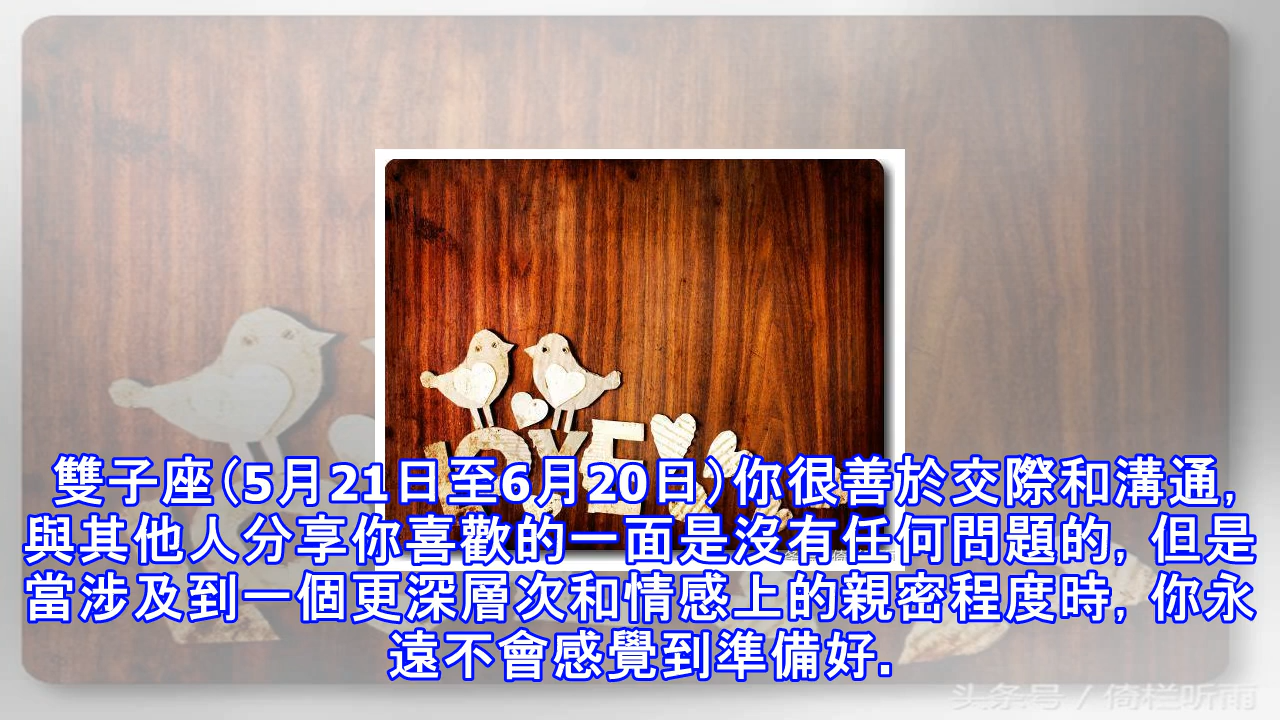 LOVE
雙子座(5月21日至6月20日)你很善於交際和溝通,
與其他人分享你喜歡的一面是沒有任何問題的, 但是
當涉及到一個更深層次和情感上的親密程度時, 你永
遠不會感覺到準備好.
头条号 / 倚栏听雨